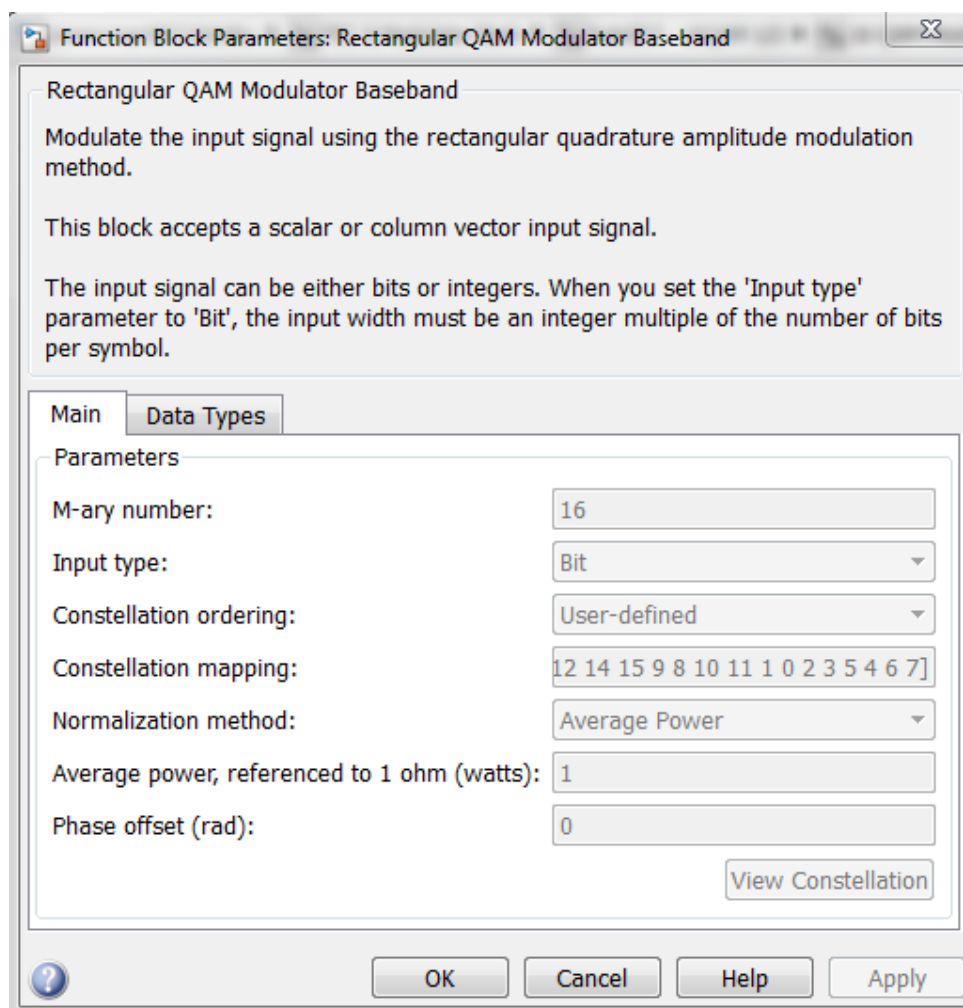 Function Block Parameters: Rectangular QAM Modulator Baseband
Rectangular QAM Modulator Baseband
Modulate the input signal using the rectangular quadrature amplitude modulation
method.
This block accepts a scalar or column vector input signal.
The input signal can be either bits or integers. When you set the 'Input type'
parameter to 'Bit', the input width must be an integer multiple of the number of bits
per symbol.
Main Data Types
Parameters
M-ary number: 16
Input type: Bit
Constellation ordering: User-defined
Constellation mapping: 12 14 15 9 8 10 11 1 0 2 3 5 4 6 7]
Normalization method: Average Power
Average power, referenced to 1 ohm (watts): 1
Phase offset (rad): 0
View Constellation
OK Cancel Help Apply